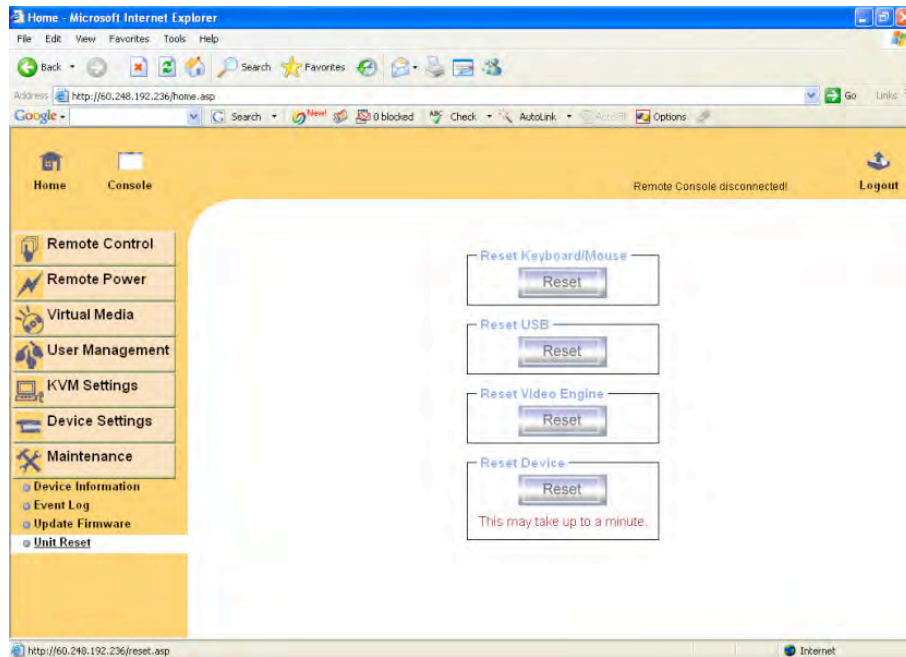 Home - Microsoft Internet Explorer
File Edit View Favorites Tools Help
Back Search Favorites
Address http://60.248.192.236/home.asp Go Links
Google Search New! 0 blocked Check AutoLink Options
Home Console Remote Console disconnected! Logout
Remote Control
Remote Power
Virtual Media
User Management
KVM Settings
Device Settings
Maintenance
Device Information
Event Log
Update Firmware
Unit Reset
Reset Keyboard/Mouse
Reset
Reset USB
Reset
Reset Video Engine
Reset
Reset Device
Reset
This may take up to a minute.
http://60.248.192.236/reset.asp Internet